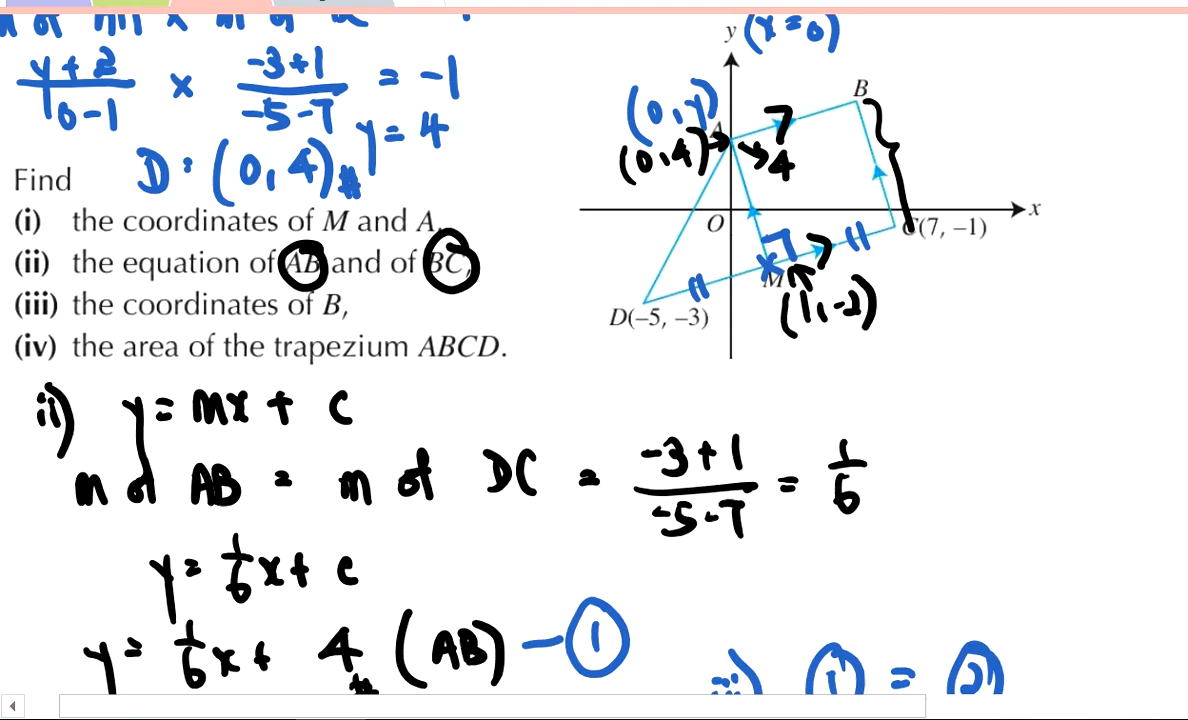 y + 2 / 0 - 1 × -3 + 1 / -5 - 7 = -1
y = 4
D : (0, 4)
Find
(i) the coordinates of M and A,
(ii) the equation of AB and of BC,
(iii) the coordinates of B,
(iv) the area of the trapezium ABCD.
y (x = 0)
B
(0, y)
A
7
(0, 4)
4
O
x
C(7, −1)
7
M
D(−5, −3)
(1, -2)
ii) y = mx + c
m of AB = m of DC = -3 + 1 / -5 - 7 = 1/6
y = 1/6 x + c
y = 1/6 x + 4 (AB) - 1
iii) 1 = 2